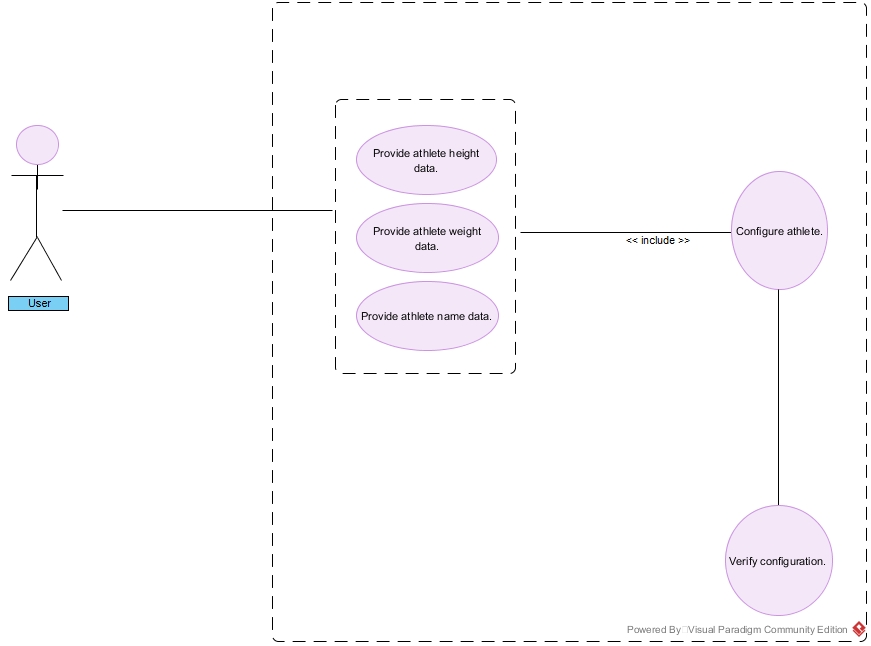 Provide athlete height
data.
Provide athlete weight
data.
Provide athlete name data.
<< include >>
Configure athlete.
User
Verify configuration.
Powered By Visual Paradigm Community Edition